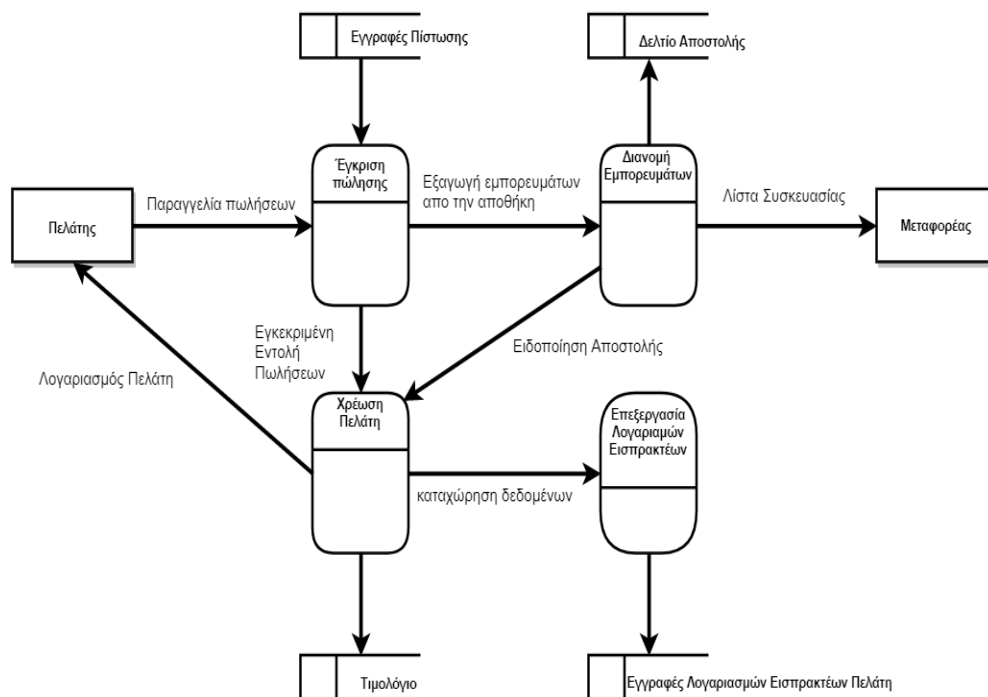 Εγγραφές Πίστωσης
Δελτίο Αποστολής
Έγκριση
πώλησης
Διανομή
Εμπορευμάτων
Παραγγελία πωλήσεων
Εξαγωγή εμπορευμάτων
απο την αποθήκη
Λίστα Συσκευασίας
Πελάτης
Μεταφορέας
Εγκεκριμένη
Εντολή
Πωλήσεων
Ειδοποίηση Αποστολής
Λογαριασμός Πελάτη
Χρέωση
Πελάτη
Επεξεργασία
Λογαριαμών
Εισπρακτέων
καταχώρηση δεδομένων
Τιμολόγιο
Εγγραφές Λογαριασμών Εισπρακτέων Πελάτη